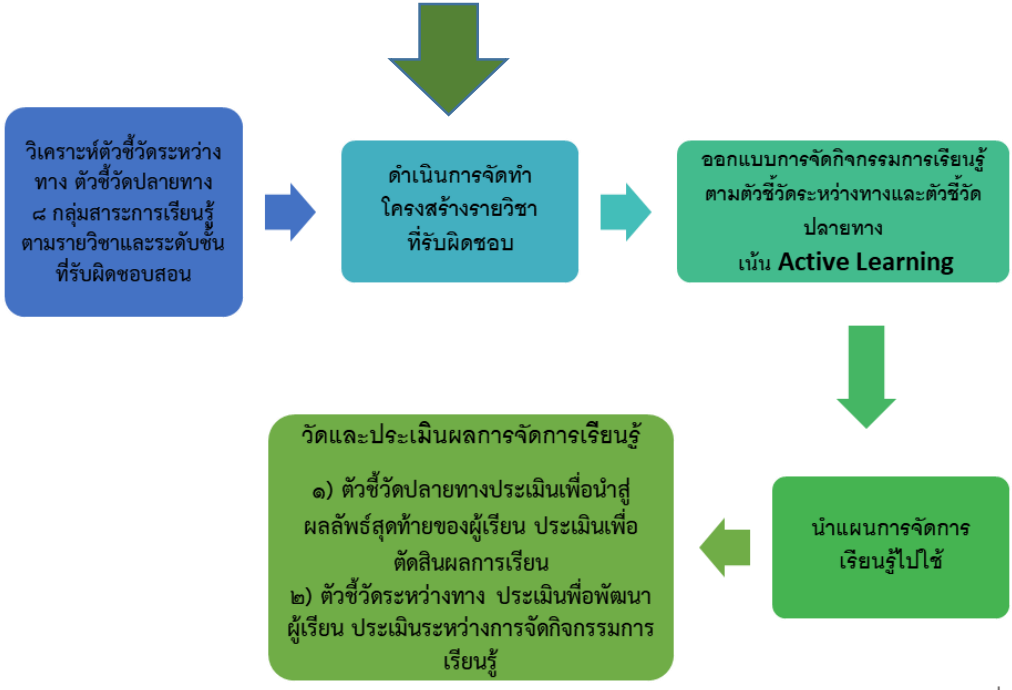 วิเคราะห์ตัวชี้วัดระหว่าง
ทาง ตัวชี้วัดปลายทาง
๘ กลุ่มสาระการเรียนรู้
ตามรายวิชาและระดับชั้น
ที่รับผิดชอบสอน
ดำเนินการจัดทำ
โครงสร้างรายวิชา
ที่รับผิดชอบ
ออกแบบการจัดกิจกรรมการเรียนรู้
ตามตัวชี้วัดระหว่างทางและตัวชี้วัด
ปลายทาง
เน้น Active Learning
นำแผนการจัดการ
เรียนรู้ไปใช้
วัดและประเมินผลการจัดการเรียนรู้
๑) ตัวชี้วัดปลายทางประเมินเพื่อนำสู่
ผลลัพธ์สุดท้ายของผู้เรียน ประเมินเพื่อ
ตัดสินผลการเรียน
๒) ตัวชี้วัดระหว่างทาง ประเมินพื่อพัฒนา
ผู้เรียน ประเมินระหว่างการจัดกิจกรรมการ
เรียนรู้